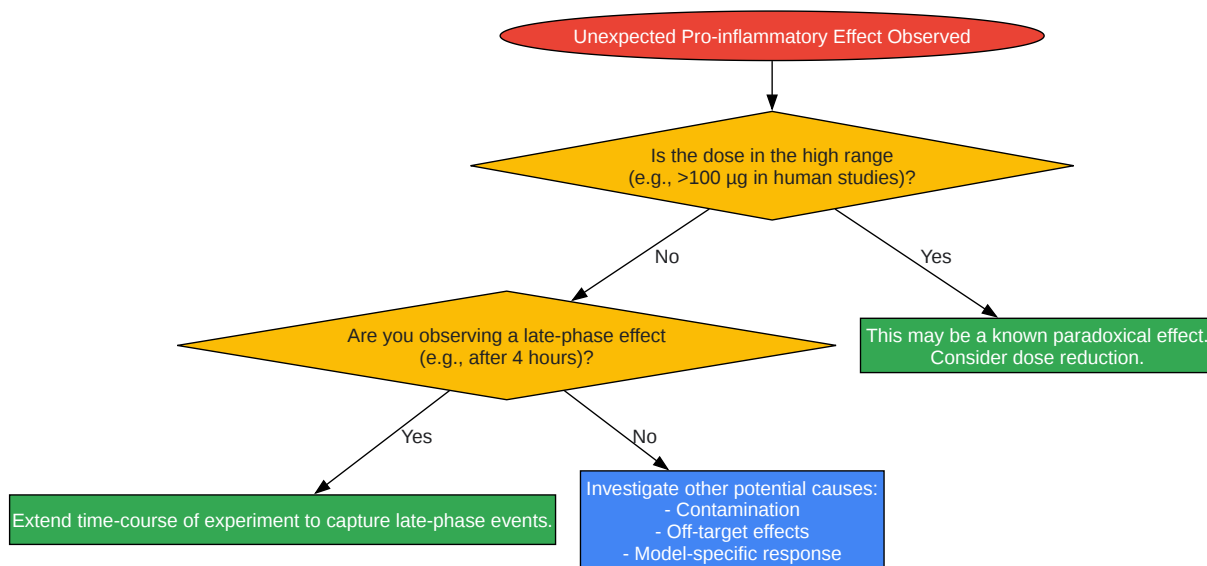 Unexpected Pro-inflammatory Effect Observed
Is the dose in the high range
(e.g., >100 µg in human studies)?
No
Yes
Are you observing a late-phase effect
(e.g., after 4 hours)?
This may be a known paradoxical effect.
Consider dose reduction.
Yes
No
Extend time-course of experiment to capture late-phase events.
Investigate other potential causes:
- Contamination
- Off-target effects
- Model-specific response